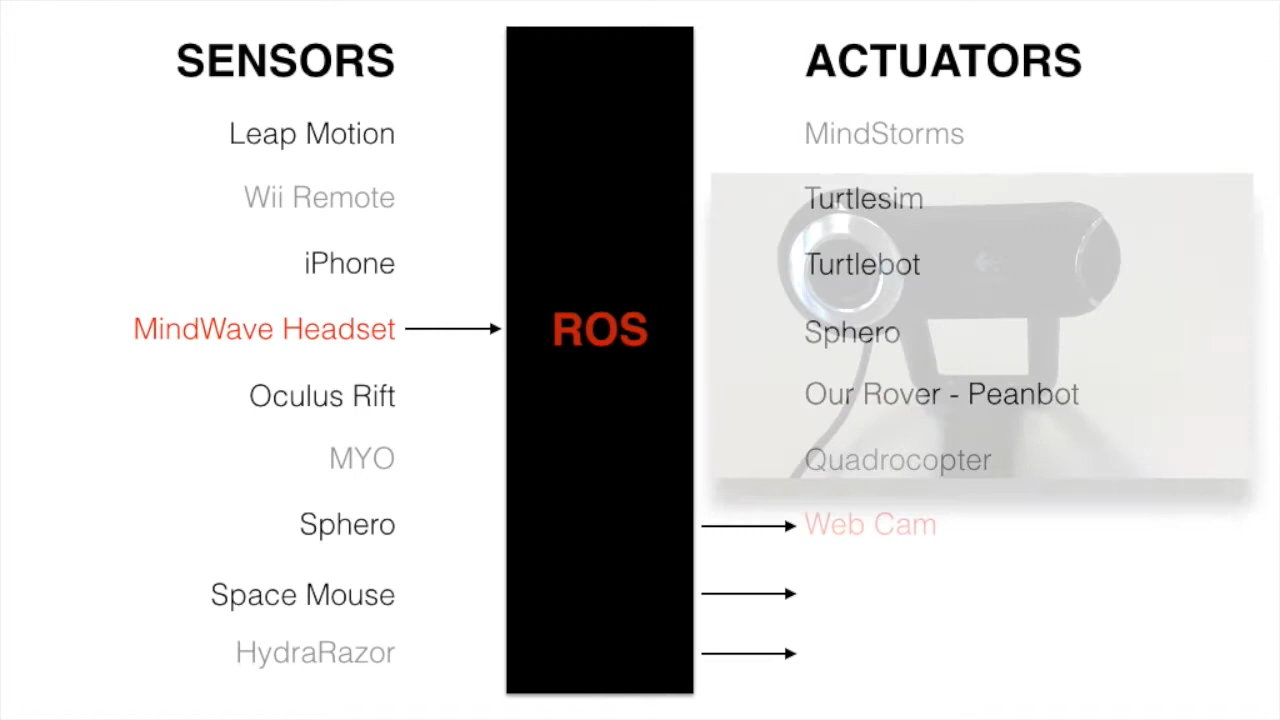 SENSORS
Leap Motion
Wii Remote
iPhone
MindWave Headset
Oculus Rift
MYO
Sphero
Space Mouse
HydraRazor
ROS
ACTUATORS
MindStorms
Turtlesim
Turtlebot
Sphero
Our Rover - Peanbot
Quadrocopter
Web Cam